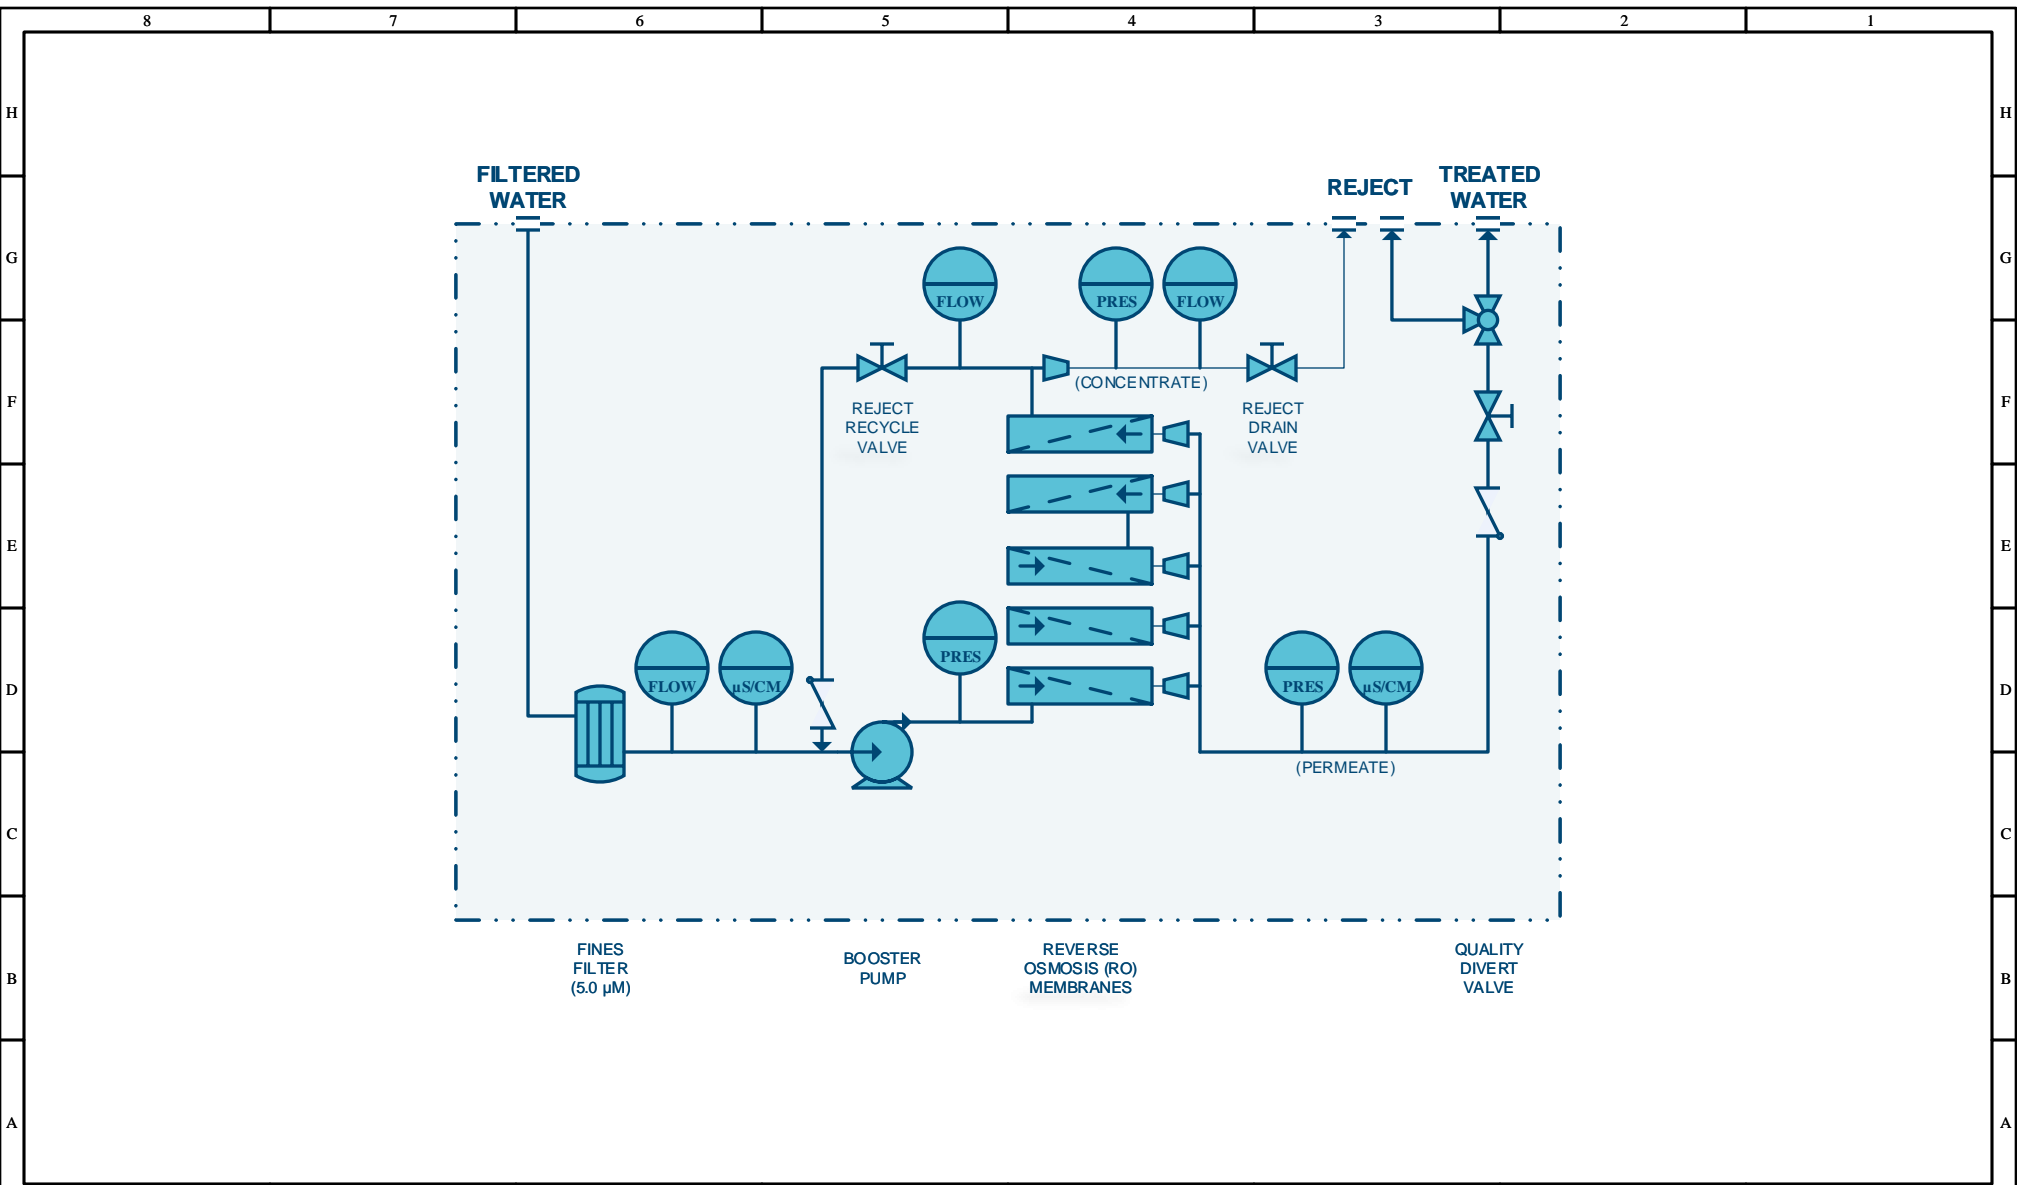 8 7 6 5 4 3 2 1
H H
FILTERED
WATER
REJECT
TREATED
WATER
G G
FLOW PRES FLOW
F F
(CONCENTRATE)
REJECT
RECYCLE
VALVE
REJECT
DRAIN
VALVE
E E
PRES
D D
FLOW µS/CM
PRES µS/CM
(PERMEATE)
C C
FINES
FILTER
(5.0 µM)
BOOSTER
PUMP
REVERSE
OSMOSIS (RO)
MEMBRANES
QUALITY
DIVERT
VALVE
B B
A A